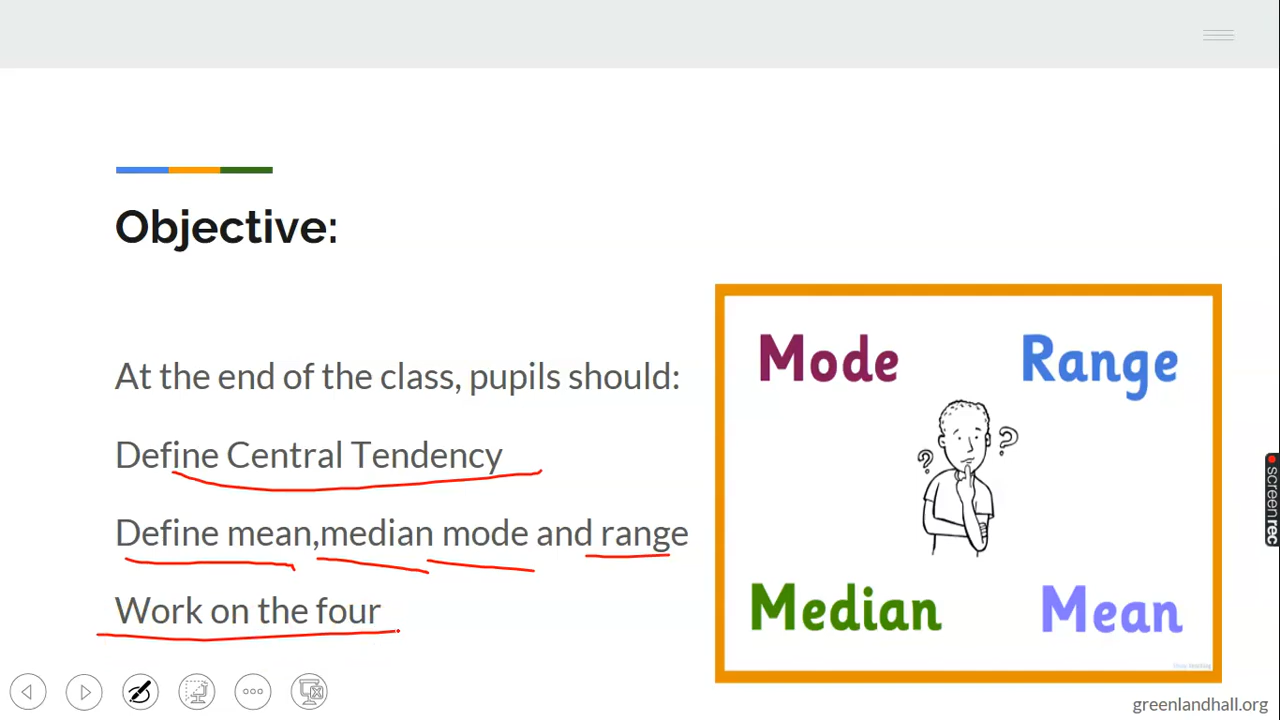 Objective:
At the end of the class, pupils should:
Define Central Tendency
Define mean,median mode and range
Work on the four
Mode
Range
?
?
Median
Mean
screenrec
greenlandhall.org